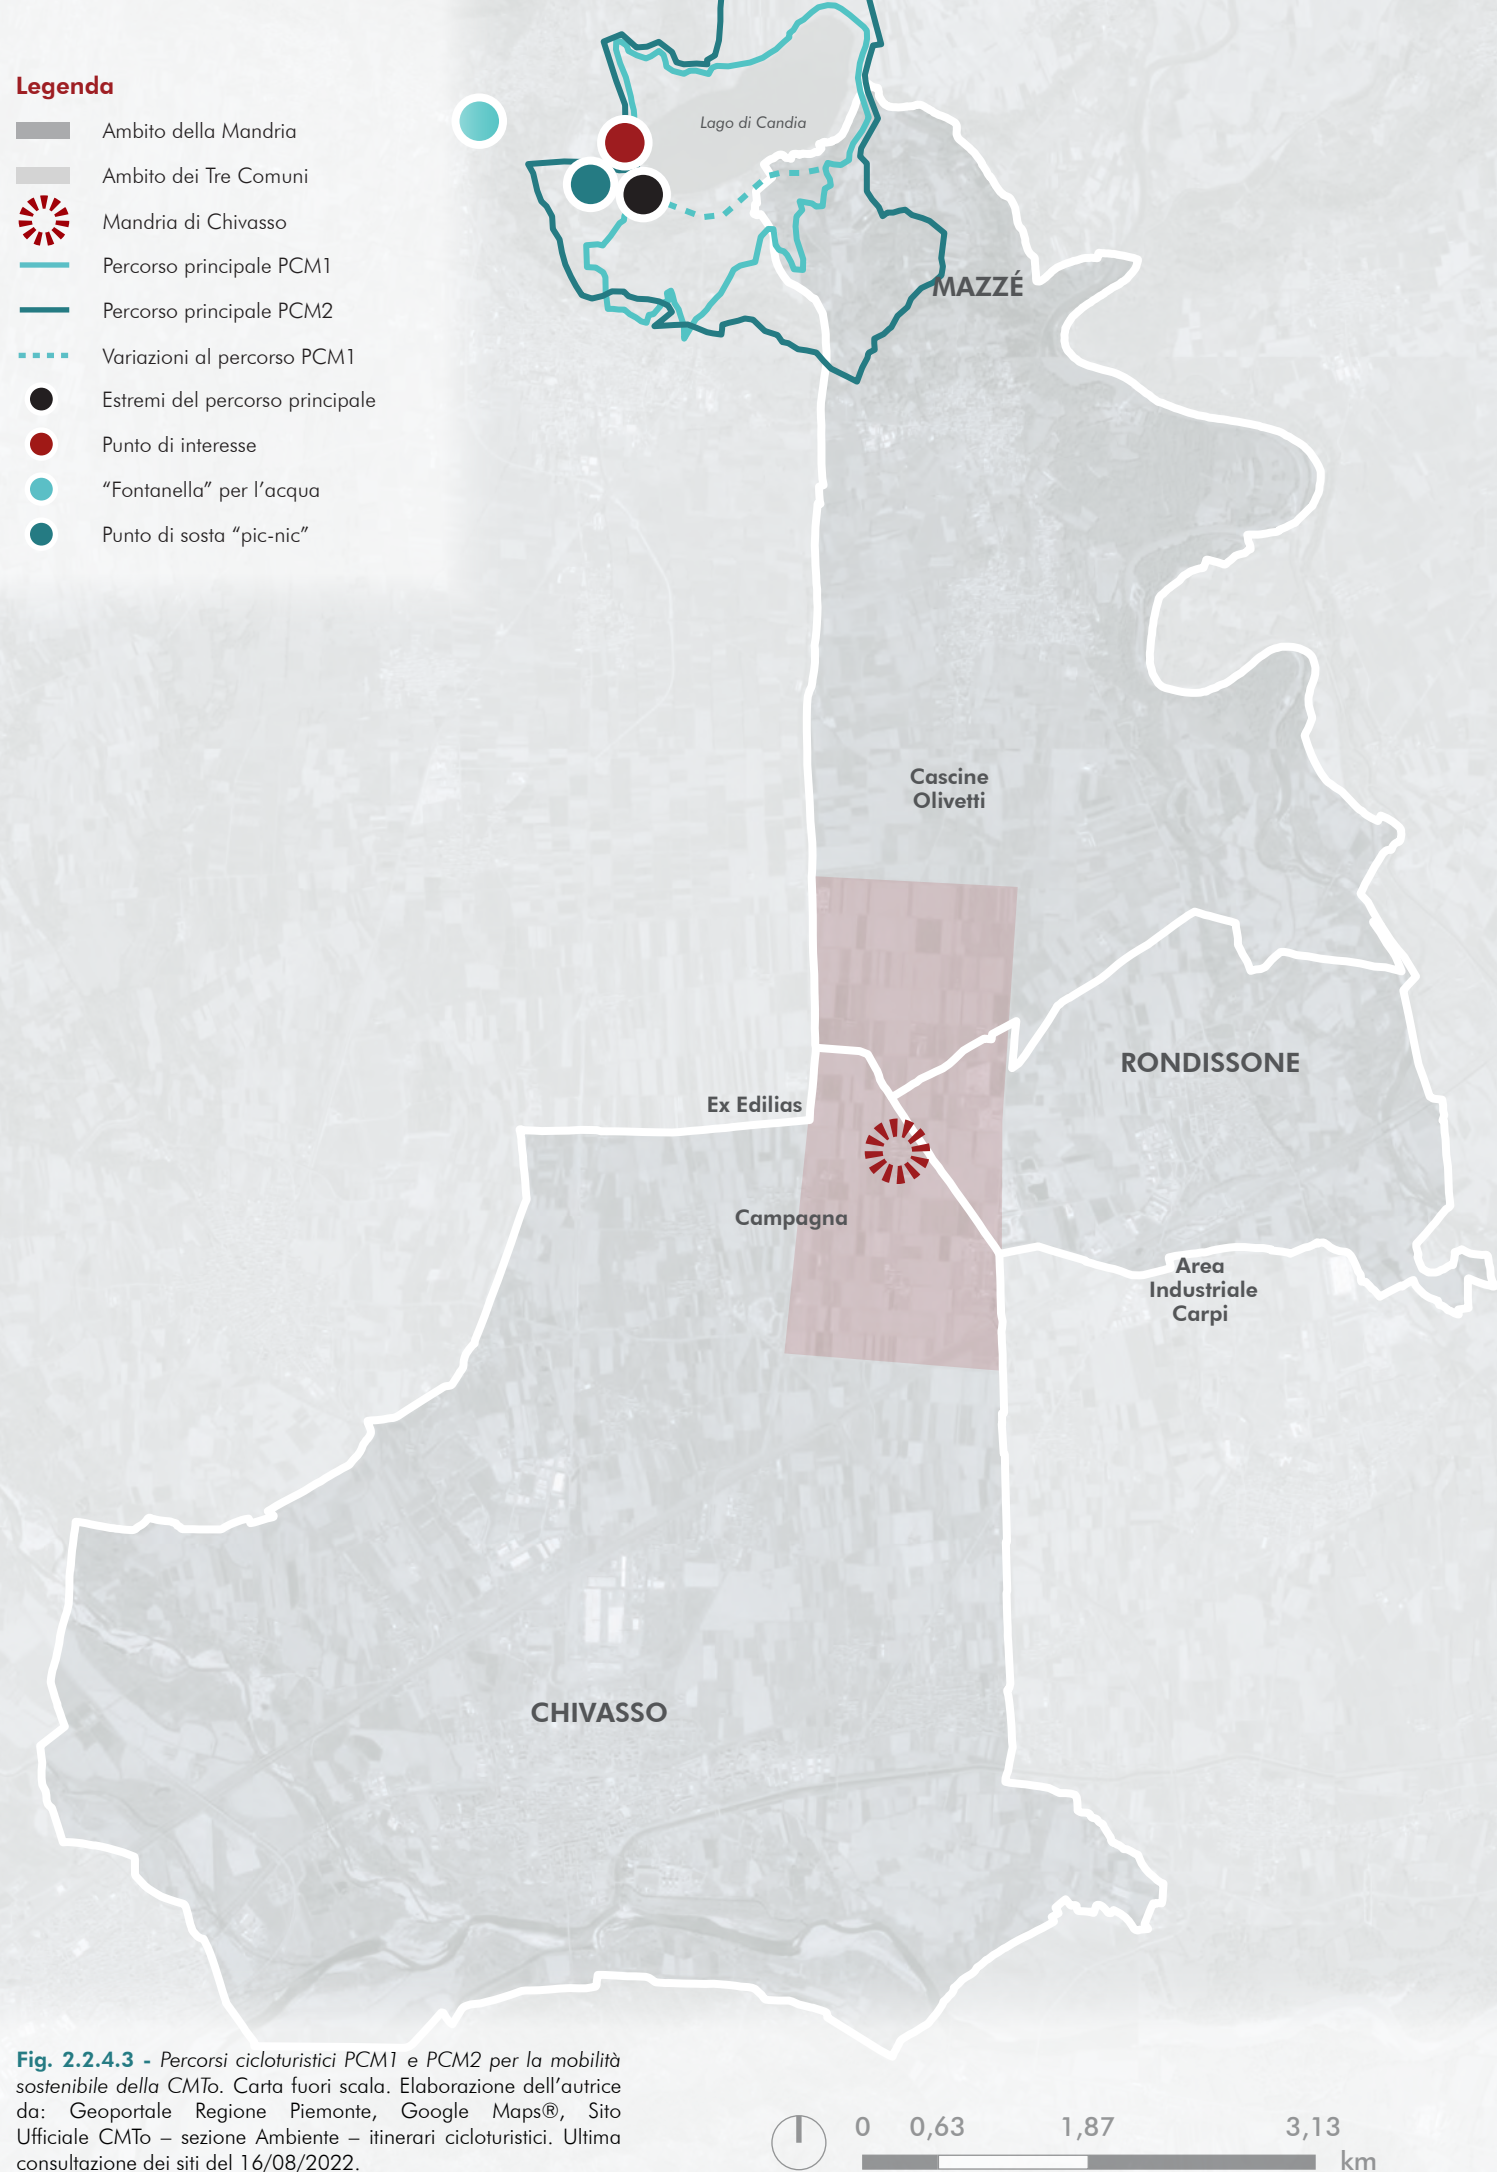 Legenda
Ambito della Mandria
Ambito dei Tre Comuni
Mandria di Chivasso
Percorso principale PCM1
Percorso principale PCM2
Variazioni al percorso PCM1
Estremi del percorso principale
Punto di interesse
“Fontanella” per l’acqua
Punto di sosta “pic-nic”
Lago di Candia
MAZZÉ
Cascine
Olivetti
RONDISSONE
Ex Edilias
Campagna
Area
Industriale
Carpi
CHIVASSO
Fig. 2.2.4.3 - Percorsi cicloturistici PCM1 e PCM2 per la mobilità
sostenibile della CMTo. Carta fuori scala. Elaborazione dell’autrice
da: Geoportale Regione Piemonte, Google Maps®, Sito
Ufficiale CMTo – sezione Ambiente – itinerari cicloturistici. Ultima
consultazione dei siti del 16/08/2022.
0 0,63 1,87 3,13
km